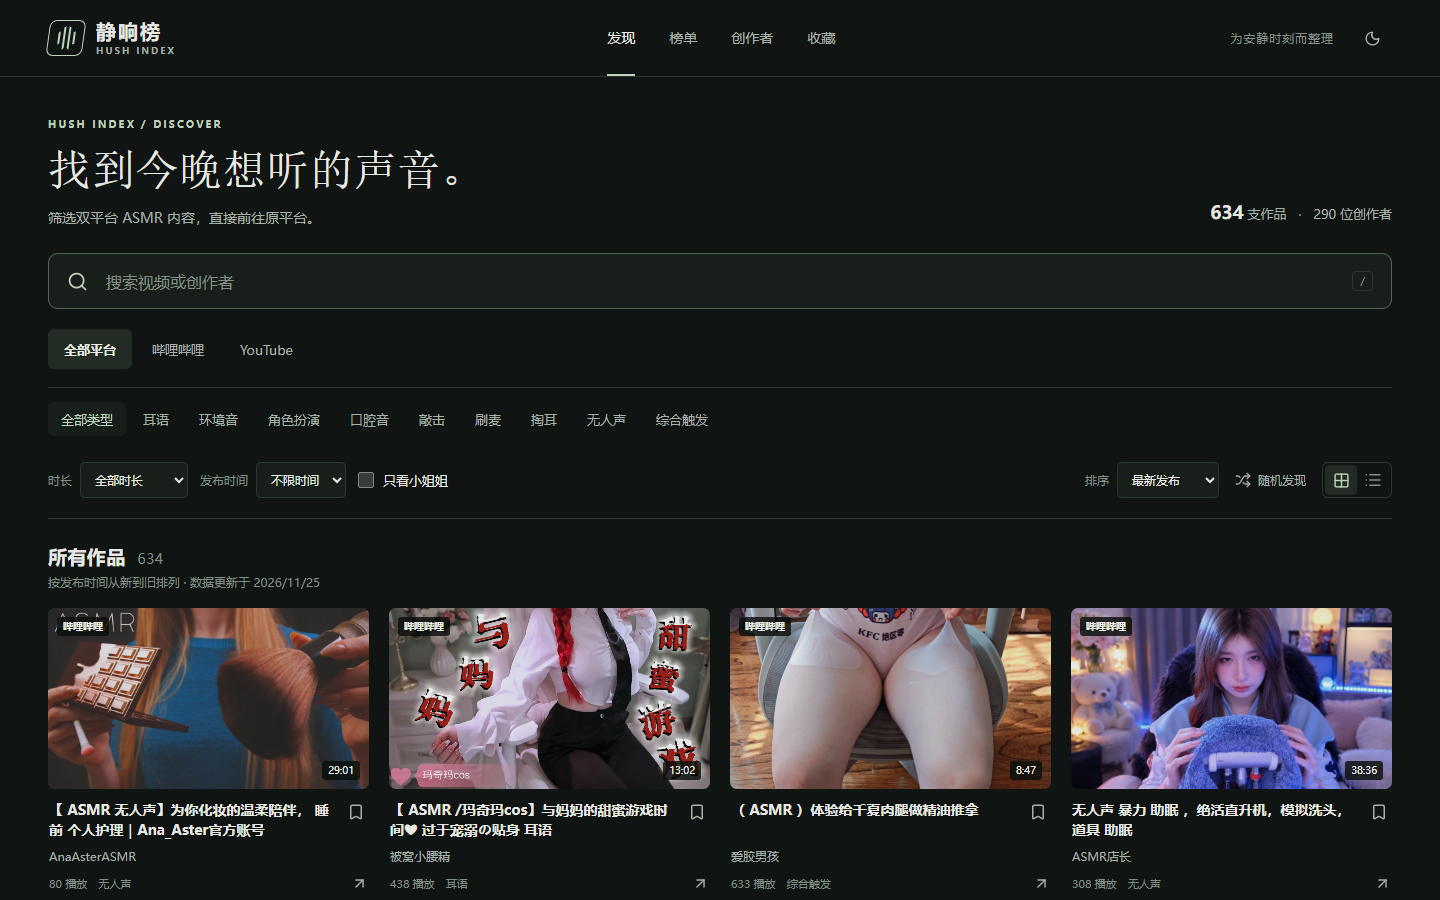 静响榜
HUSH INDEX
发现 榜单 创作者 收藏
为安静时刻而整理
HUSH INDEX / DISCOVER
找到今晚想听的声音。
筛选双平台 ASMR 内容，直接前往原平台。
634 支作品 · 290 位创作者
搜索视频或创作者
/
全部平台 哔哩哔哩 YouTube
全部类型 耳语 环境音 角色扮演 口腔音 敲击 刷麦 掏耳 无人声 综合触发
时长 全部时长 发布时间 不限时间 只看小姐姐 排序 最新发布 随机发现
所有作品 634
按发布时间从新到旧排列 · 数据更新于 2026/11/25
ASMR
哔哩哔哩
29:01
【 ASMR 无人声】为你化妆的温柔陪伴， 睡
前 个人护理 | Ana_Aster官方账号
AnaAsterASMR
80 播放 无人声
哔哩哔哩
与妈妈
甜蜜游戏
玛奇玛cos
13:02
【 ASMR /玛奇玛cos】与妈妈的甜蜜游戏时
间♥ 过于宠溺の贴身 耳语
被窝小腰精
438 播放 耳语
哔哩哔哩
KFC 绝区零
8:47
（ ASMR ）体验给千夏肉腿做精油推拿
爱胶男孩
633 播放 综合触发
哔哩哔哩
38:36
无人声 暴力 助眠 ，绝活直升机，模拟洗头，
道具 助眠
ASMR店长
308 播放 无人声